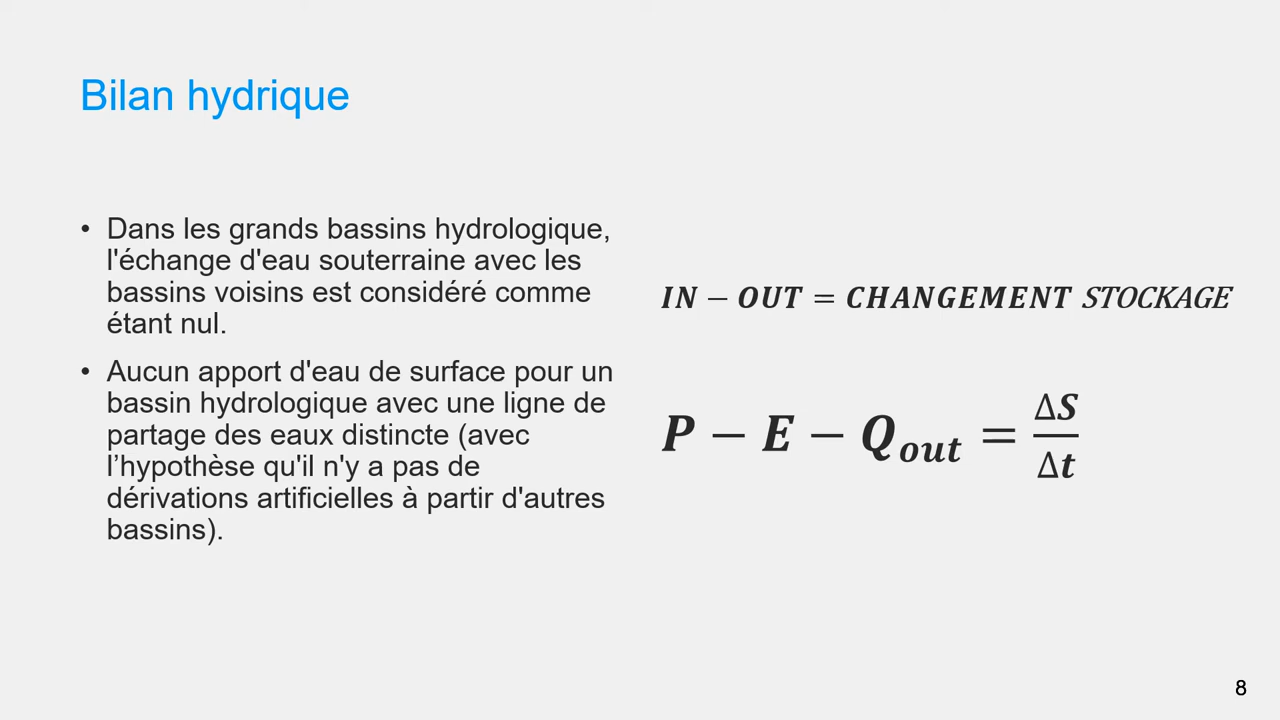 Bilan hydrique
• Dans les grands bassins hydrologique,
l'échange d'eau souterraine avec les
bassins voisins est considéré comme
étant nul.
• Aucun apport d'eau de surface pour un
bassin hydrologique avec une ligne de
partage des eaux distincte (avec
l’hypothèse qu'il n'y a pas de
dérivations artificielles à partir d'autres
bassins).
IN − OUT = CHANGEMENT STOCKAGE
P − E − Q_out = ΔS/Δt
8